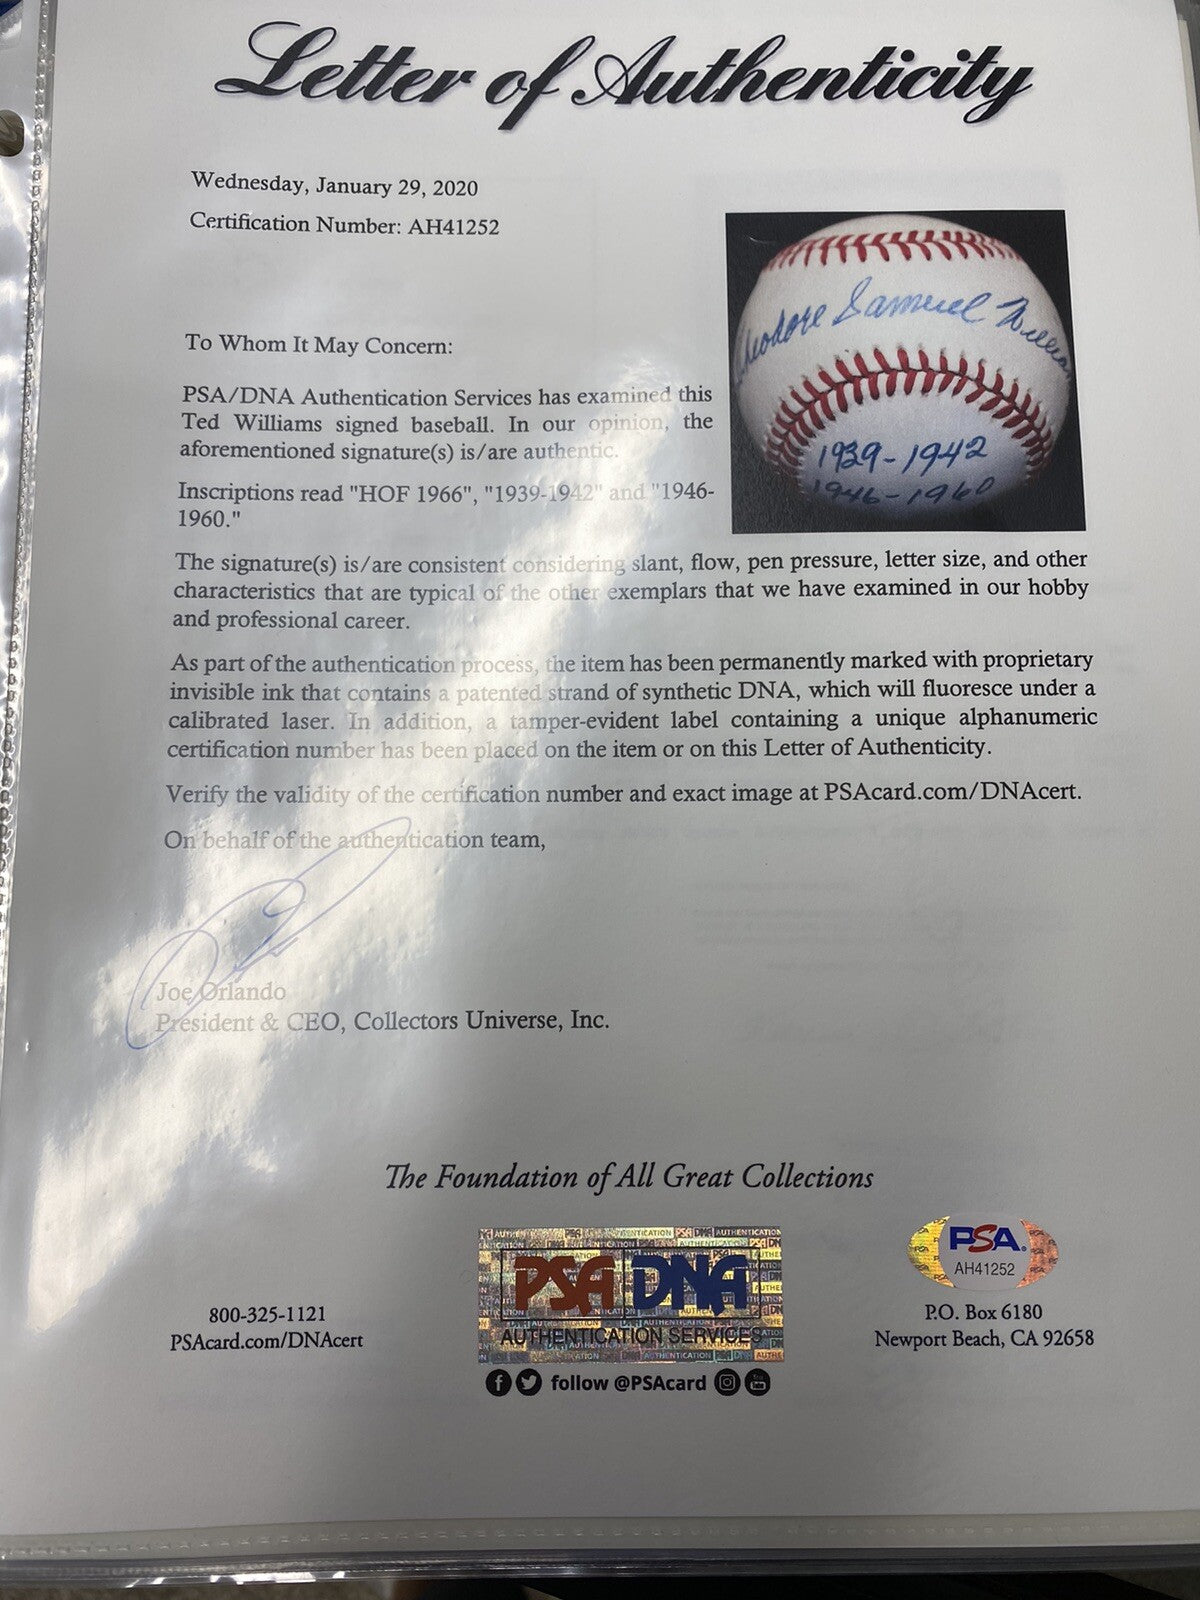 Letter of Authenticity
Wednesday, January 29, 2020
Certification Number: AH41252
Theodore Samuel Willia
1939-1942
1946-1960
To Whom It May Concern:
PSA/DNA Authentication Services has examined this
Ted Williams signed baseball. In our opinion, the
aforementioned signature(s) is/are authentic.
Inscriptions read "HOF 1966", "1939-1942" and "1946-
1960."
The signature(s) is/are consistent considering slant, flow, pen pressure, letter size, and other
characteristics that are typical of the other exemplars that we have examined in our hobby
and professional career.
As part of the authentication process, the item has been permanently marked with proprietary
invisible ink that contains a patented strand of synthetic DNA, which will fluoresce under a
calibrated laser. In addition, a tamper-evident label containing a unique alphanumeric
certification number has been placed on the item or on this Letter of Authenticity.
Verify the validity of the certification number and exact image at PSAcard.com/DNAcert.
On behalf of the authentication team,
Joe Orlando
President & CEO, Collectors Universe, Inc.
The Foundation of All Great Collections
800-325-1121
PSAcard.com/DNAcert
PSA DNA
AUTHENTICATION SERVICES
follow @PSAcard
PSA
AH41252
P.O. Box 6180
Newport Beach, CA 92658